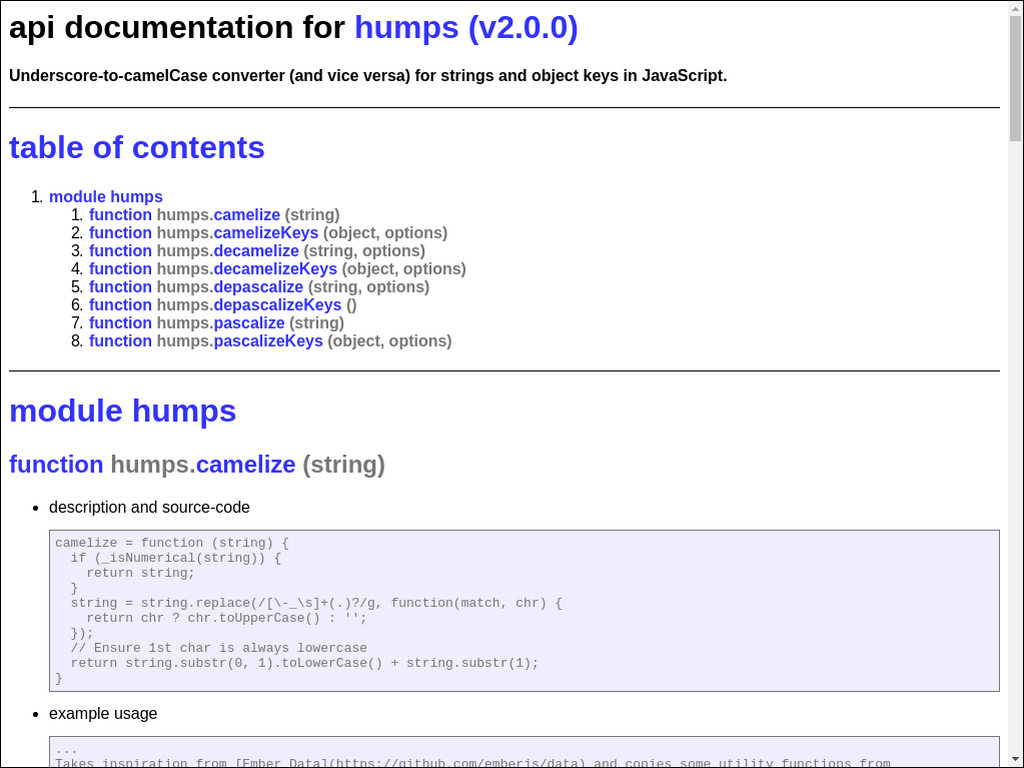 api documentation for humps (v2.0.0)
Underscore-to-camelCase converter (and vice versa) for strings and object keys in JavaScript.
table of contents
1. module humps
1. function humps.camelize (string)
2. function humps.camelizeKeys (object, options)
3. function humps.decamelize (string, options)
4. function humps.decamelizeKeys (object, options)
5. function humps.depascalize (string, options)
6. function humps.depascalizeKeys ()
7. function humps.pascalize (string)
8. function humps.pascalizeKeys (object, options)
module humps
function humps.camelize (string)
• description and source-code
camelize = function (string) {
  if (_isNumerical(string)) {
    return string;
  }
  string = string.replace(/[\-_\s]+(.)?/g, function(match, chr) {
    return chr ? chr.toUpperCase() : '';
  });
  // Ensure 1st char is always lowercase
  return string.substr(0, 1).toLowerCase() + string.substr(1);
}
• example usage
...
Takes inspiration from [Ember Data](https://github.com/emberjs/data) and copies some utility functions from